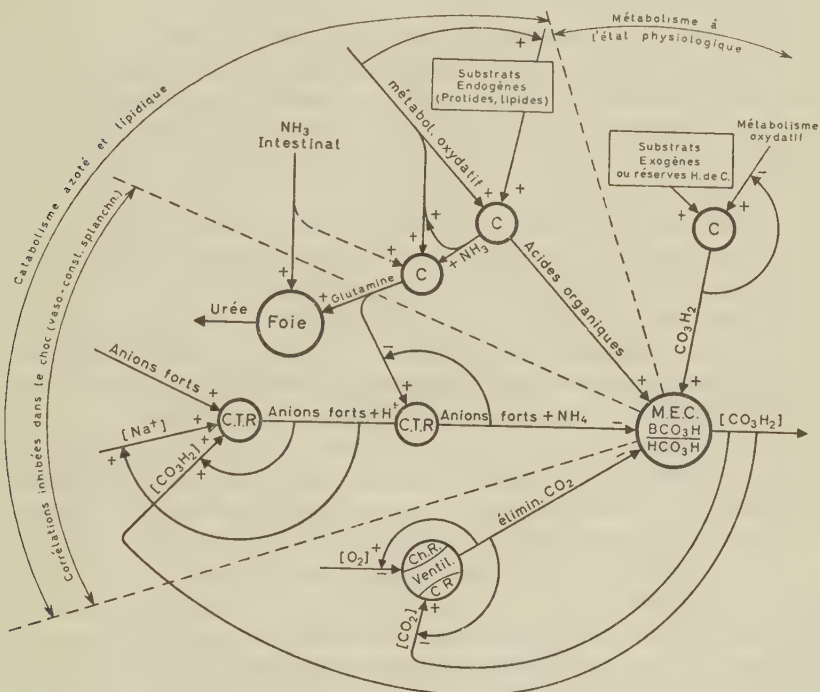 Métabolisme à
l'état physiologique
Catabolisme azoté et lipidique
Corrélations inhibées dans le choc (vaso-const. splanchn.)
Substrats
Endogènes
(Protides, lipides)
métabol. oxydatif
NH3
Intestinal
Métabolisme
oxydatif
Substrats
Exogènes
ou réserves H. de C.
C
C
C
+ NH3
+ Glutamine
Urée
Foie
Acides organiques
CO3H2
Anions forts
C.T.R
Anions forts + H+
C.T.R
Anions forts + NH4
M.E.C.
BCO3H
HCO3H
[CO3H2]
[Na+]
[CO3H2]
élimin. CO2
[O2]
Ch.R.
Ventil.
C R
[CO2]